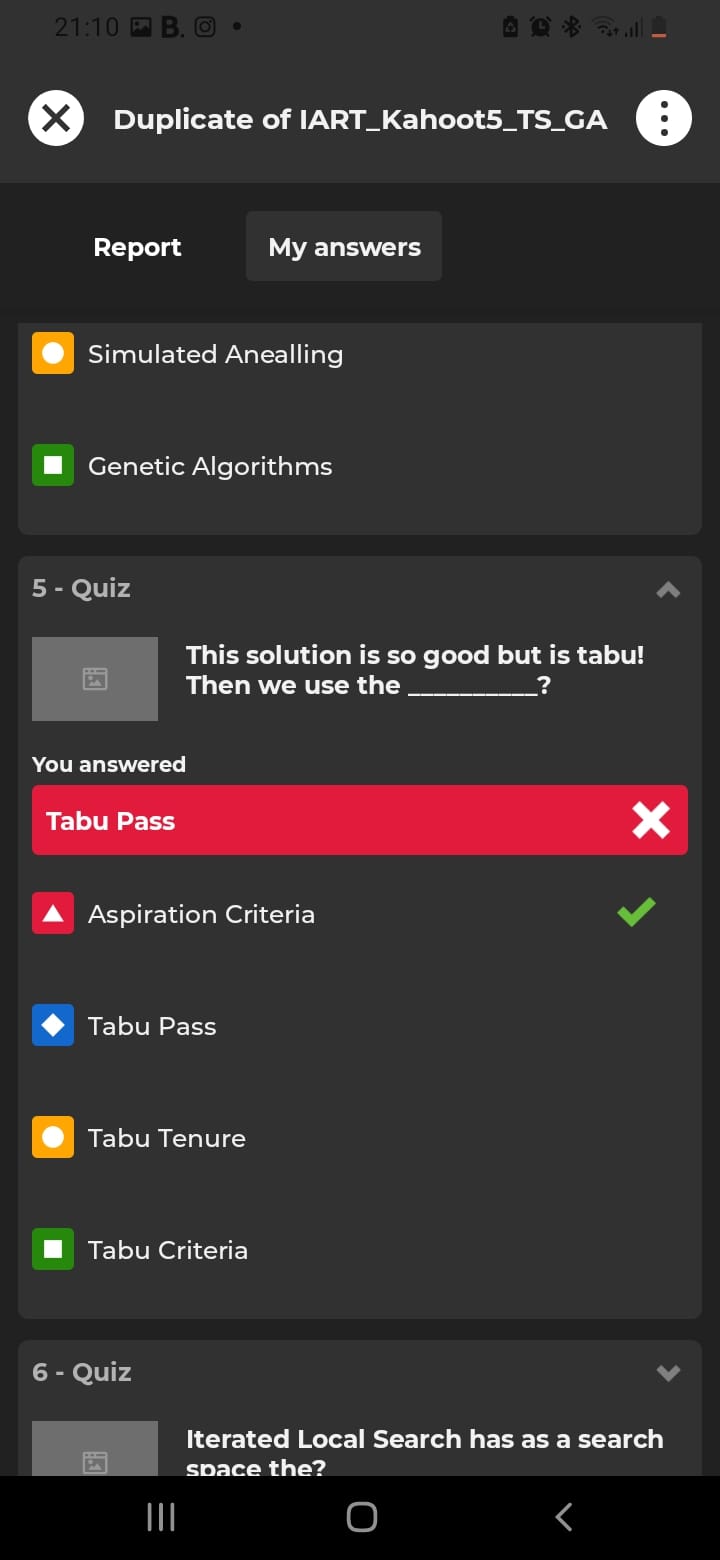 21:10 B.
Duplicate of IART_Kahoot5_TS_GA
Report
My answers
Simulated Anealling
Genetic Algorithms
5 - Quiz
This solution is so good but is tabu!
Then we use the __________?
You answered
Tabu Pass
Aspiration Criteria
Tabu Pass
Tabu Tenure
Tabu Criteria
6 - Quiz
Iterated Local Search has as a search
space the?